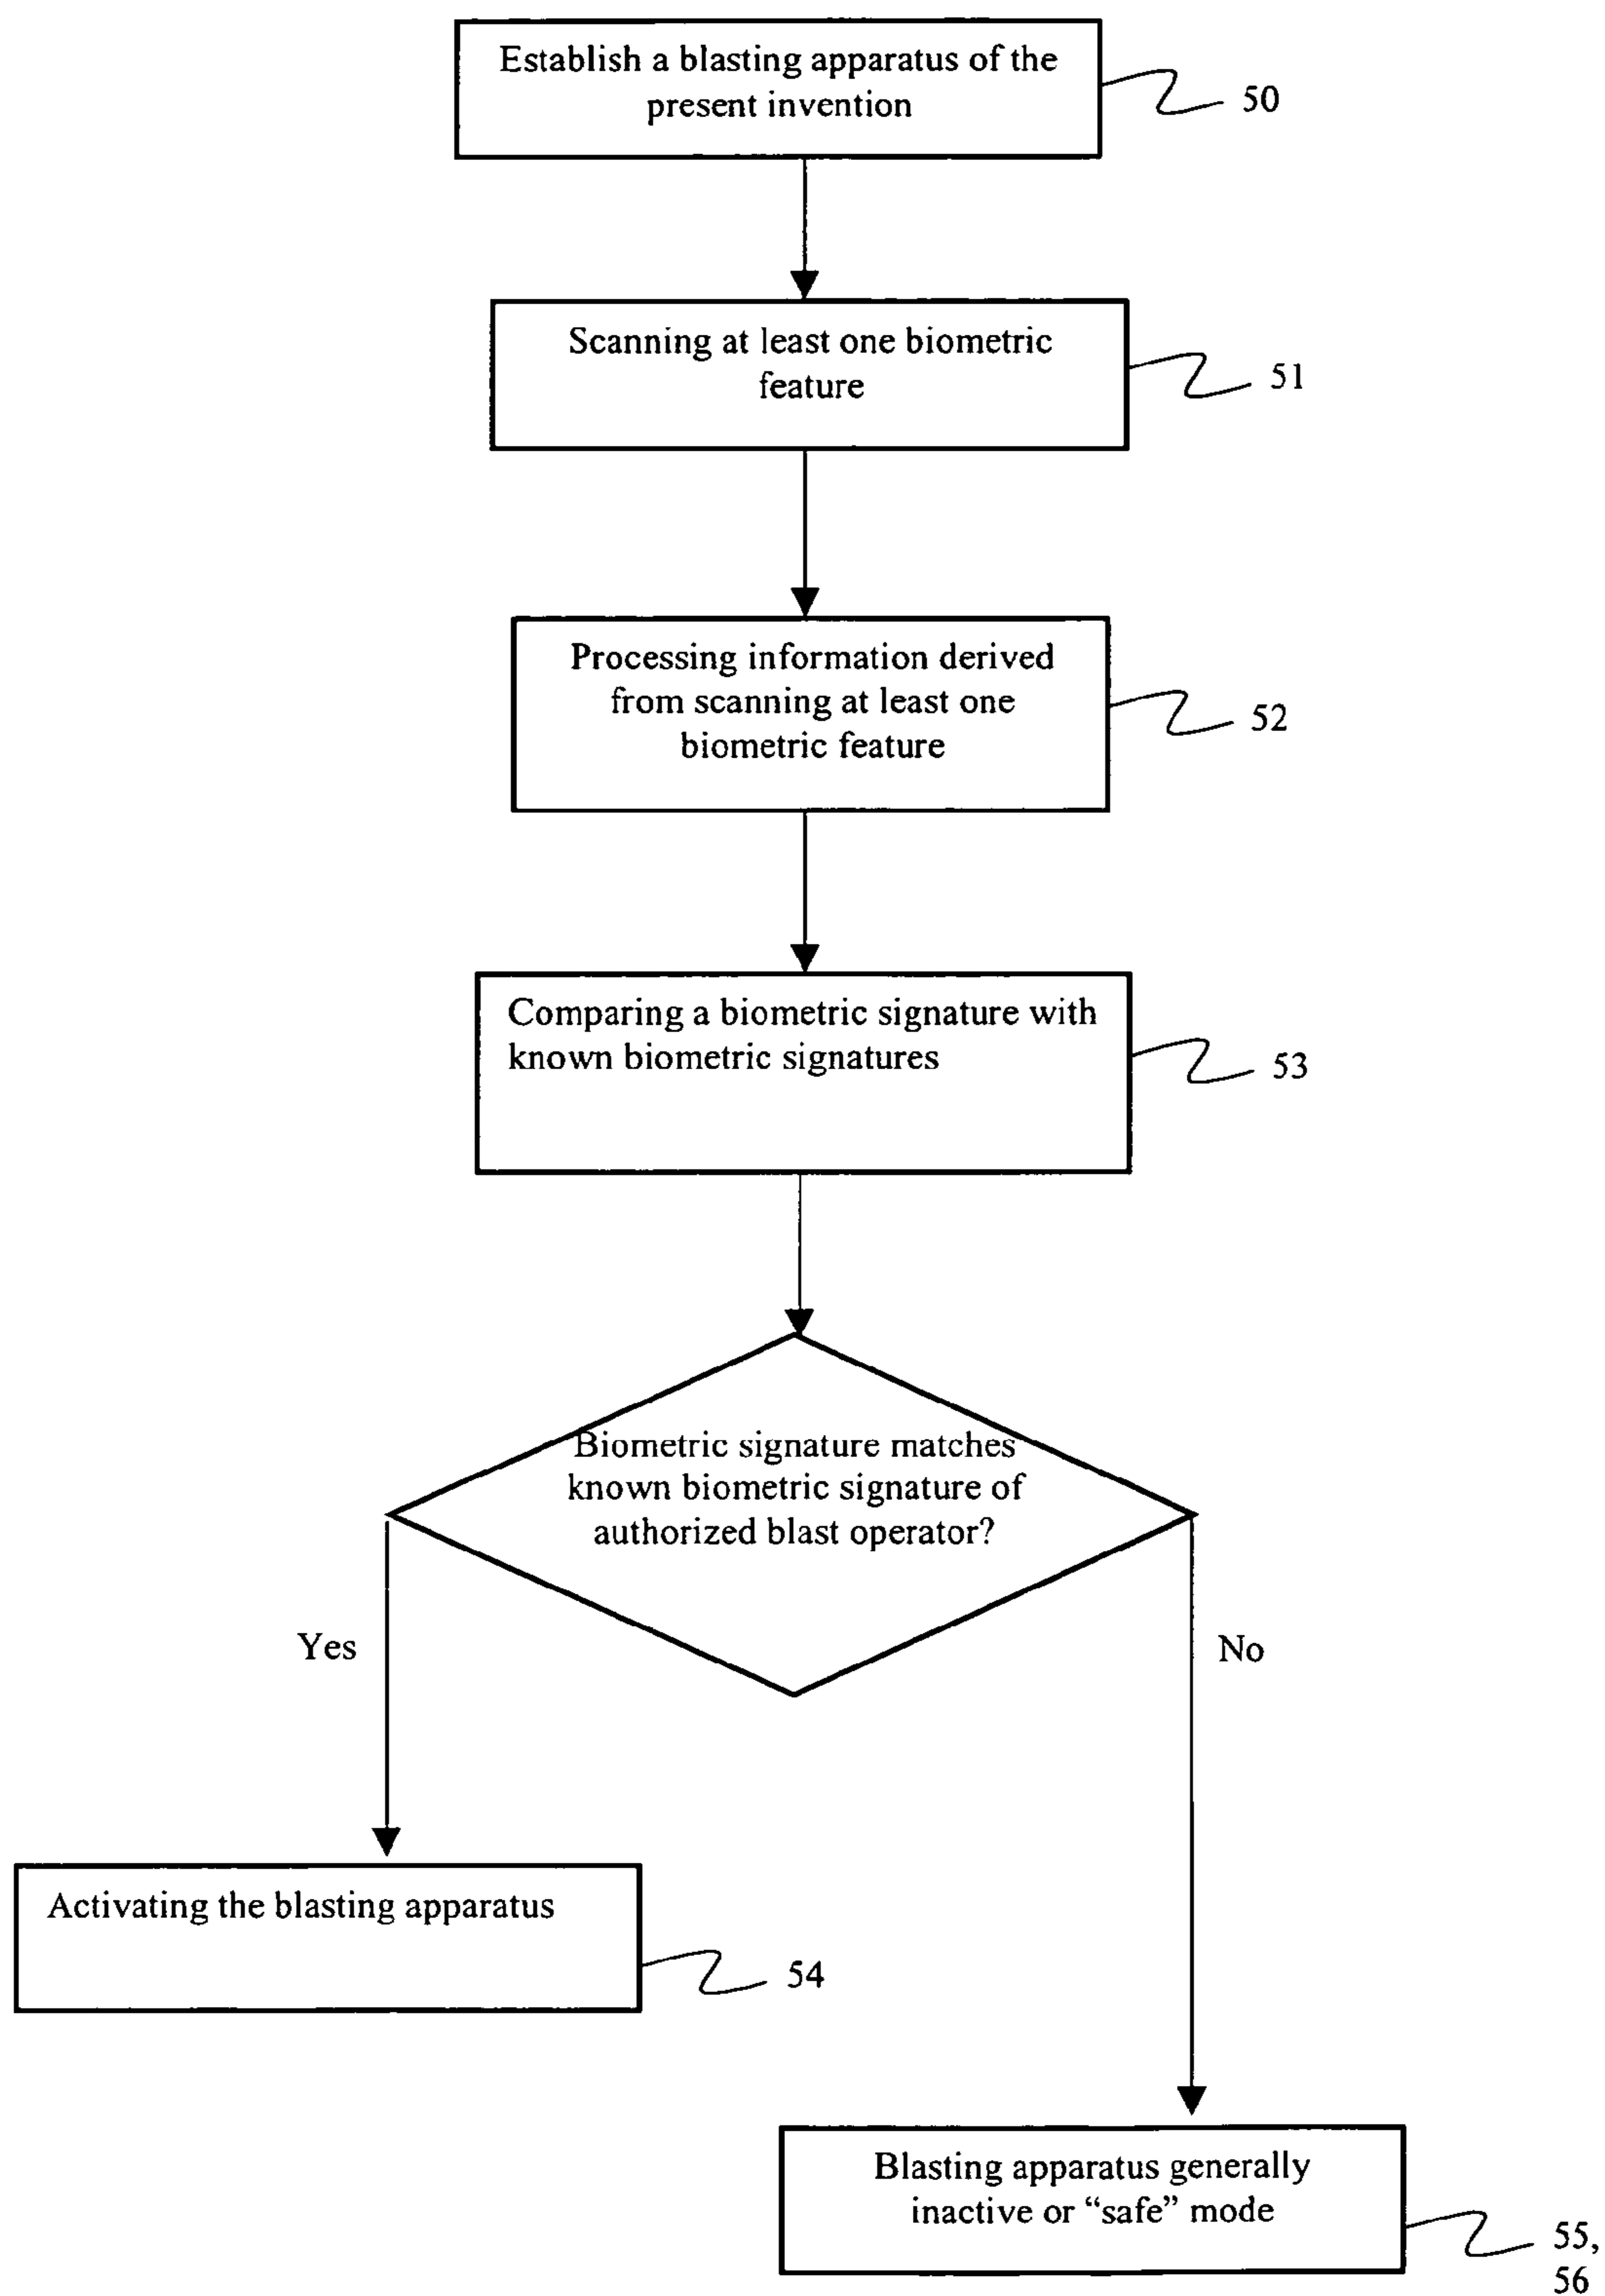 Establish a blasting apparatus of the
present invention
50
Scanning at least one biometric
feature
51
Processing information derived
from scanning at least one
biometric feature
52
Comparing a biometric signature with
known biometric signatures
53
Biometric signature matches
known biometric signature of
authorized blast operator?
Yes
No
Activating the blasting apparatus
54
Blasting apparatus generally
inactive or “safe” mode
55,
56